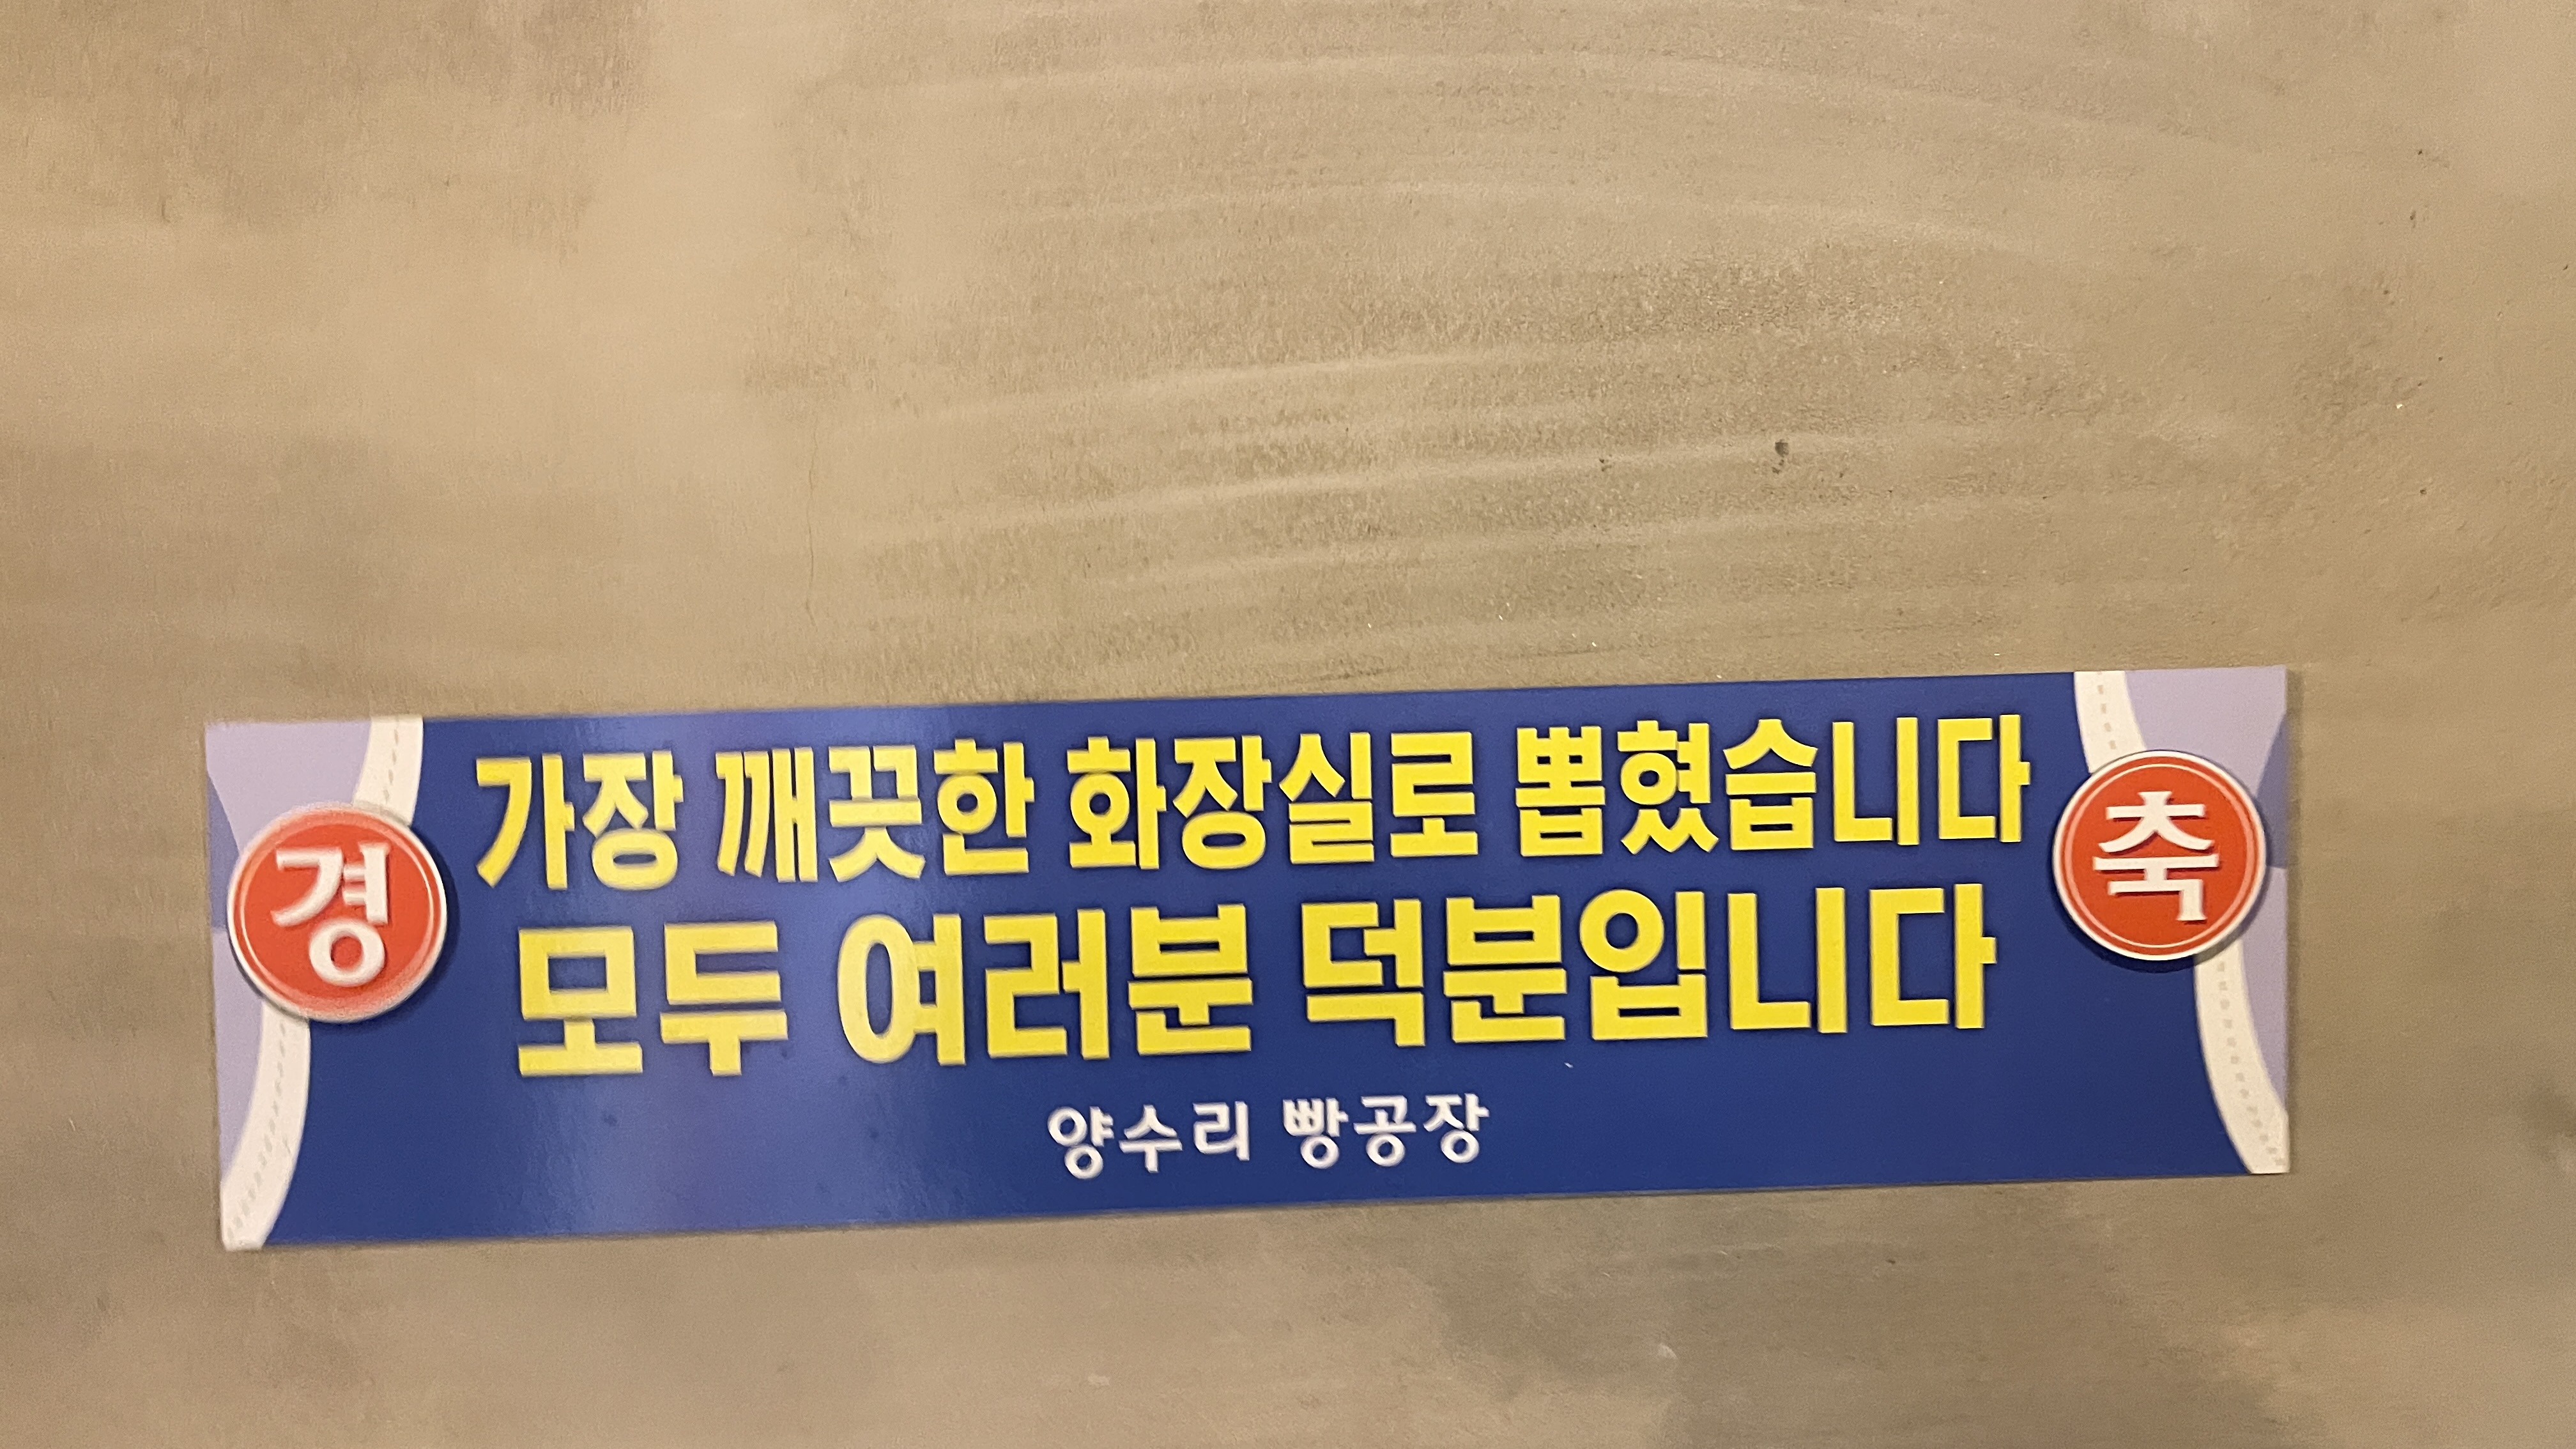 경
가장 깨끗한 화장실로 뽑혔습니다
모두 여러분 덕분입니다
축
양수리 빵공장